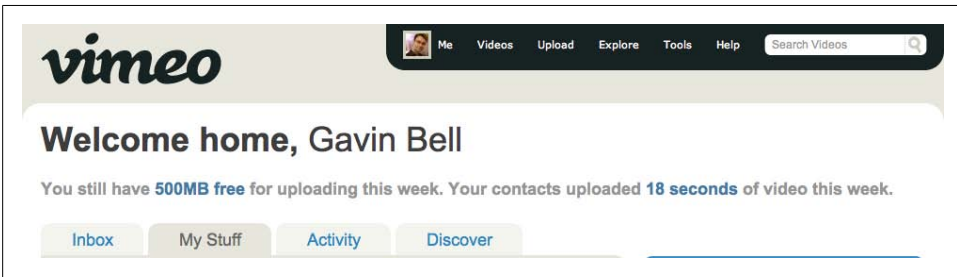 vimeo
Me Videos Upload Explore Tools Help Search Videos
Welcome home, Gavin Bell
You still have 500MB free for uploading this week. Your contacts uploaded 18 seconds of video this week.
Inbox My Stuff Activity Discover